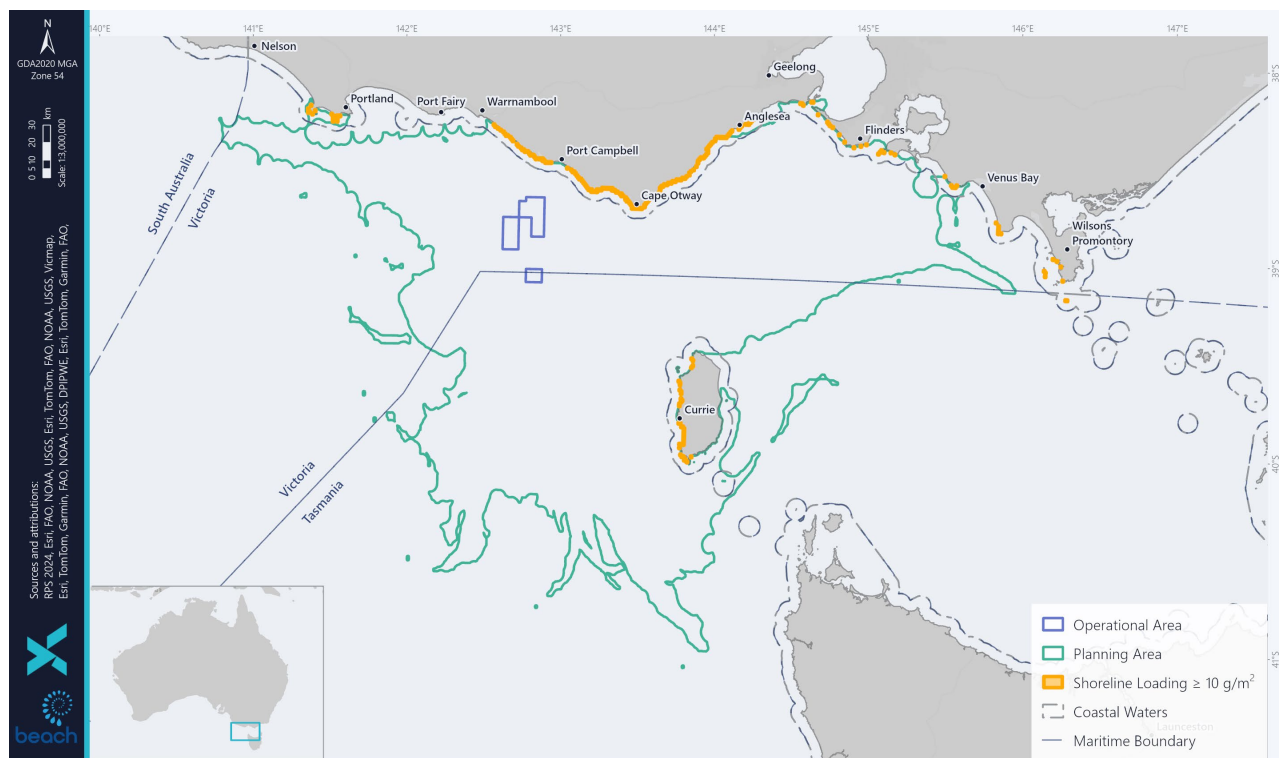 N
GDA2020 MGA
Zone 54
0 5 10 20 30 km
Scale: 1:3,000,000
Sources and attributions:
RPS 2024, Esri, FAO, NOAA, USGS, Esri, TomTom, FAO, NOAA, USGS, Vicmap,
Esri, TomTom, Garmin, FAO, NOAA, USGS, DPIPWE, Esri, TomTom, Garmin, FAO,
beach
140°E
141°E
142°E
143°E
144°E
145°E
146°E
147°E
38°S
39°S
40°S
41°S
Nelson
Portland
Port Fairy
Warrnambool
Port Campbell
Cape Otway
Anglesea
Geelong
Flinders
Venus Bay
Wilsons
Promontory
Currie
South Australia
Victoria
Victoria
Tasmania
Operational Area
Planning Area
Shoreline Loading ≥ 10 g/m²
Coastal Waters
Launceston
Maritime Boundary